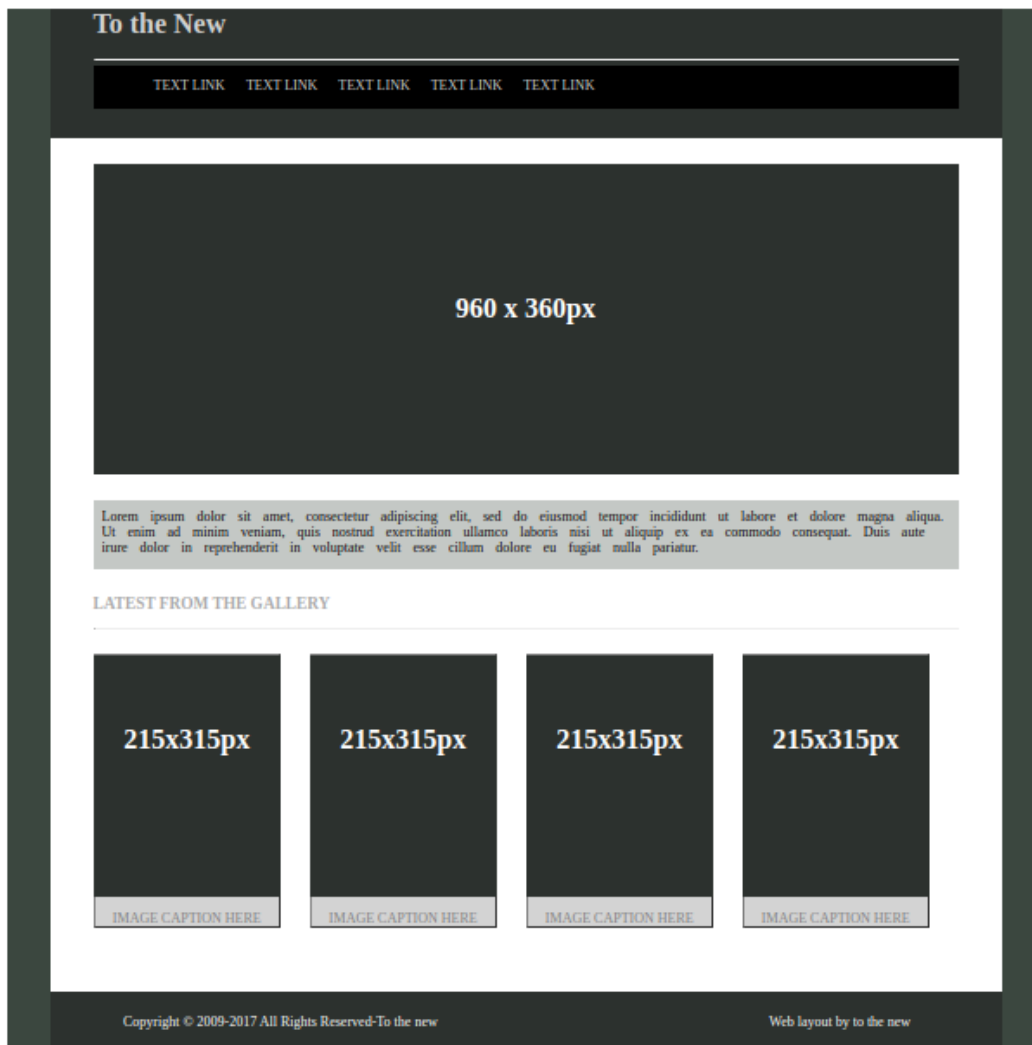 To the New
TEXT LINK TEXT LINK TEXT LINK TEXT LINK TEXT LINK
960 x 360px
Lorem ipsum dolor sit amet, consectetur adipiscing elit, sed do eiusmod tempor incididunt ut labore et dolore magna aliqua.
Ut enim ad minim veniam, quis nostrud exercitation ullamco laboris nisi ut aliquip ex ea commodo consequat. Duis aute
irure dolor in reprehenderit in voluptate velit esse cillum dolore eu fugiat nulla pariatur.
LATEST FROM THE GALLERY
215x315px 215x315px 215x315px 215x315px
IMAGE CAPTION HERE IMAGE CAPTION HERE IMAGE CAPTION HERE IMAGE CAPTION HERE
Copyright © 2009-2017 All Rights Reserved-To the new Web layout by to the new